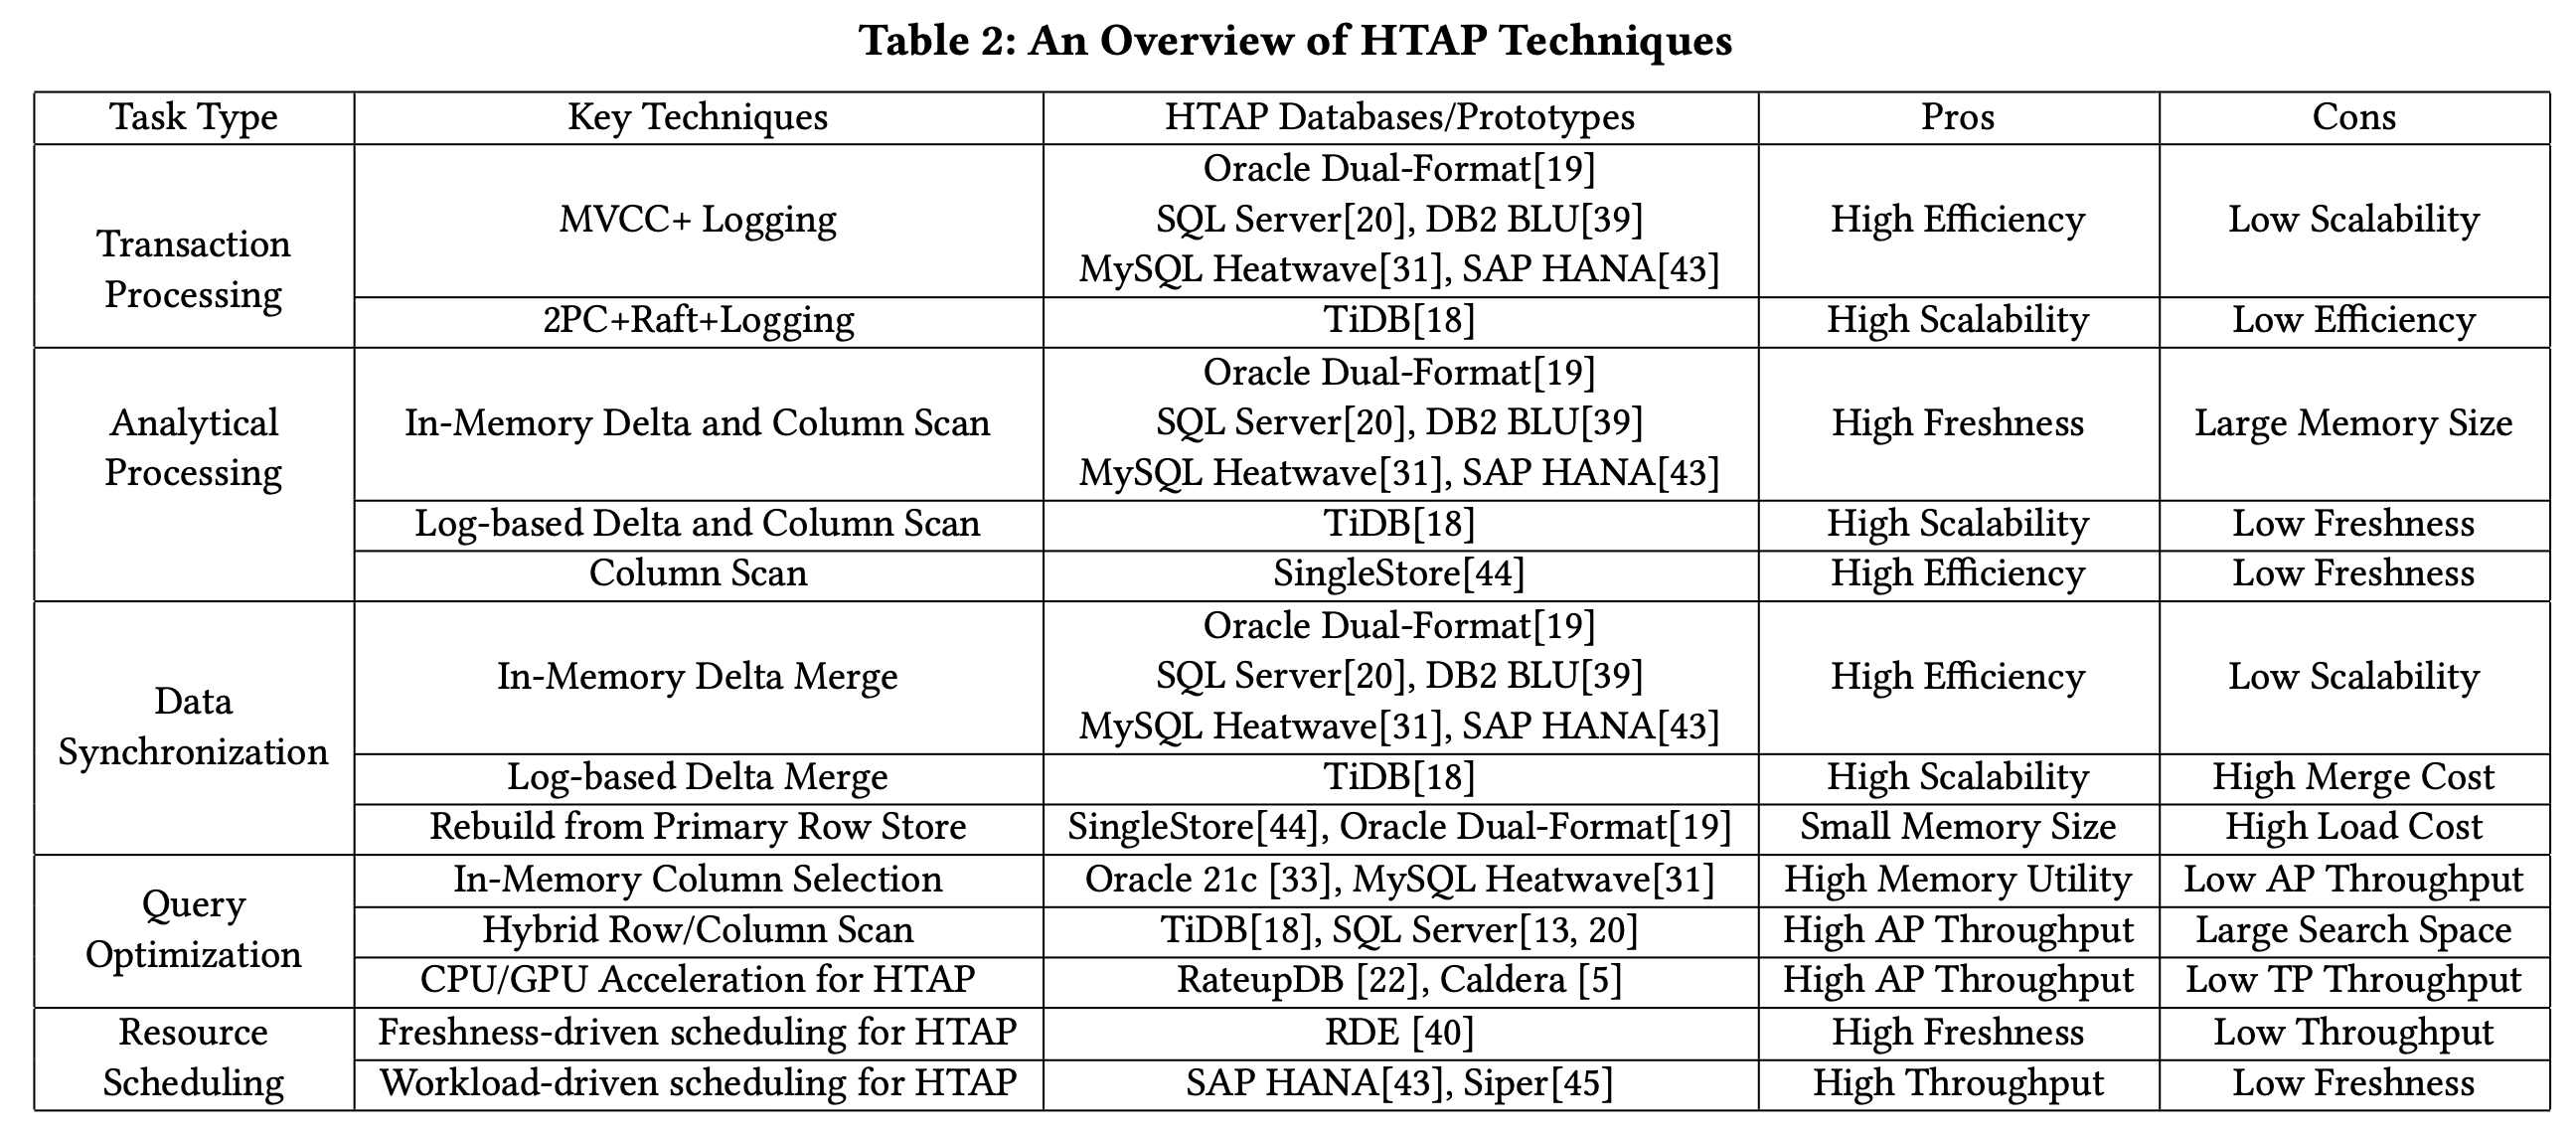 Table 2: An Overview of HTAP Techniques
Task Type Key Techniques HTAP Databases/Prototypes Pros Cons
Transaction
Processing
MVCC+ Logging
Oracle Dual-Format[19]
SQL Server[20], DB2 BLU[39]
MySQL Heatwave[31], SAP HANA[43]
High Efficiency
Low Scalability
2PC+Raft+Logging TiDB[18] High Scalability Low Efficiency
Analytical
Processing
In-Memory Delta and Column Scan
Oracle Dual-Format[19]
SQL Server[20], DB2 BLU[39]
MySQL Heatwave[31], SAP HANA[43]
High Freshness
Large Memory Size
Log-based Delta and Column Scan TiDB[18] High Scalability Low Freshness
Column Scan SingleStore[44] High Efficiency Low Freshness
Data
Synchronization
In-Memory Delta Merge
Oracle Dual-Format[19]
SQL Server[20], DB2 BLU[39]
MySQL Heatwave[31], SAP HANA[43]
High Efficiency
Low Scalability
Log-based Delta Merge TiDB[18] High Scalability High Merge Cost
Rebuild from Primary Row Store SingleStore[44], Oracle Dual-Format[19] Small Memory Size High Load Cost
Query
Optimization
In-Memory Column Selection Oracle 21c [33], MySQL Heatwave[31] High Memory Utility Low AP Throughput
Hybrid Row/Column Scan TiDB[18], SQL Server[13, 20] High AP Throughput Large Search Space
CPU/GPU Acceleration for HTAP RateupDB [22], Caldera [5] High AP Throughput Low TP Throughput
Resource
Scheduling
Freshness-driven scheduling for HTAP RDE [40] High Freshness Low Throughput
Workload-driven scheduling for HTAP SAP HANA[43], Siper[45] High Throughput Low Freshness